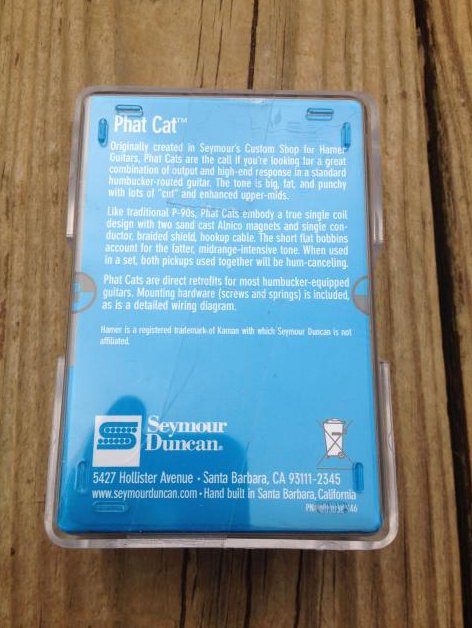 Phat Cat™
Originally created in Seymour's Custom Shop for Hamer
Guitars, Phat Cats are the call if you're looking for a great
combination of output and high-end response in a standard
humbucker-routed guitar. The tone is big, fat, and punchy
with lots of "cut" and enhanced upper-mids.
Like traditional P-90s, Phat Cats embody a true single coil
design with two sand cast Alnico magnets and single con-
ductor, braided shield, hookup cable. The short flat bobbins
account for the fatter, midrange-intensive tone. When used
in a set, both pickups used together will be hum-canceling.
Phat Cats are direct retrofits for most humbucker-equipped
guitars. Mounting hardware (screws and springs) is included,
as is a detailed wiring diagram.
Hamer is a registered trademark of Kaman with which Seymour Duncan is not
affiliated.
Seymour
Duncan®
5427 Hollister Avenue • Santa Barbara, CA 93111-2345
www.seymourduncan.com • Hand built in Santa Barbara, California